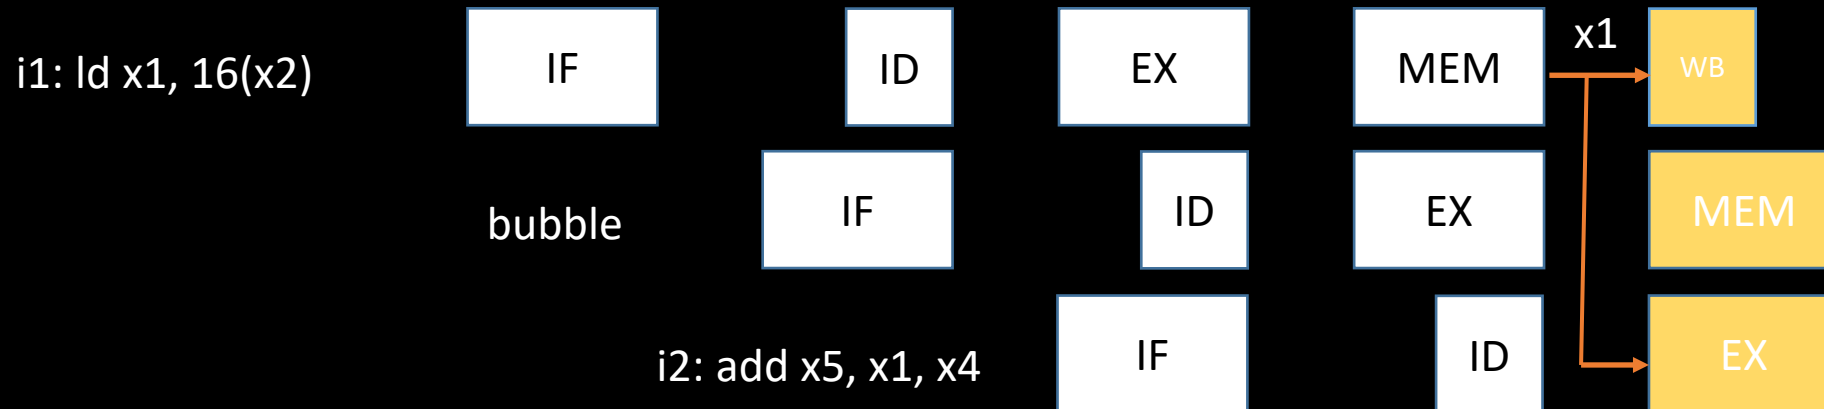 i1: ld x1, 16(x2) IF ID EX MEM x1 WB
bubble IF ID EX MEM
i2: add x5, x1, x4 IF ID EX